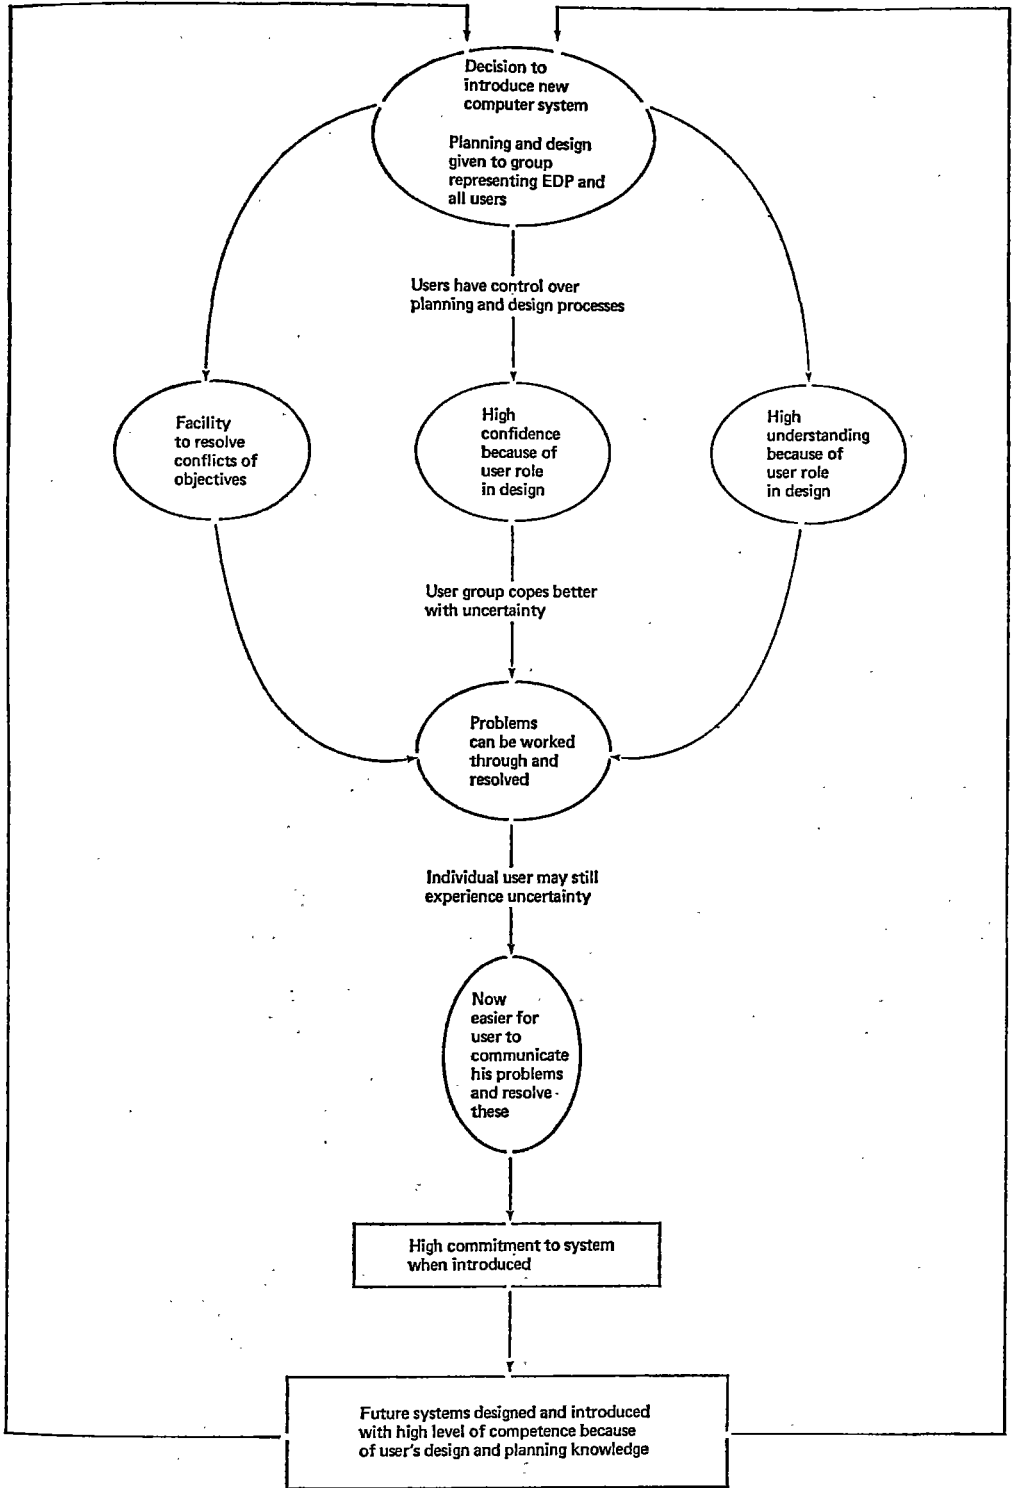 Decision to
introduce new
computer system
Planning and design
given to group
representing EDP and
all users
Users have control over
planning and design processes
Facility
to resolve
conflicts of
objectives
High
confidence
because of
user role
in design
High
understanding
because of
user role
in design
User group copes better
with uncertainty
Problems
can be worked
through and
resolved
Individual user may still
experience uncertainty
Now
easier for
user to
communicate
his problems
and resolve
these
High commitment to system
when introduced
Future systems designed and introduced
with high level of competence because
of user's design and planning knowledge